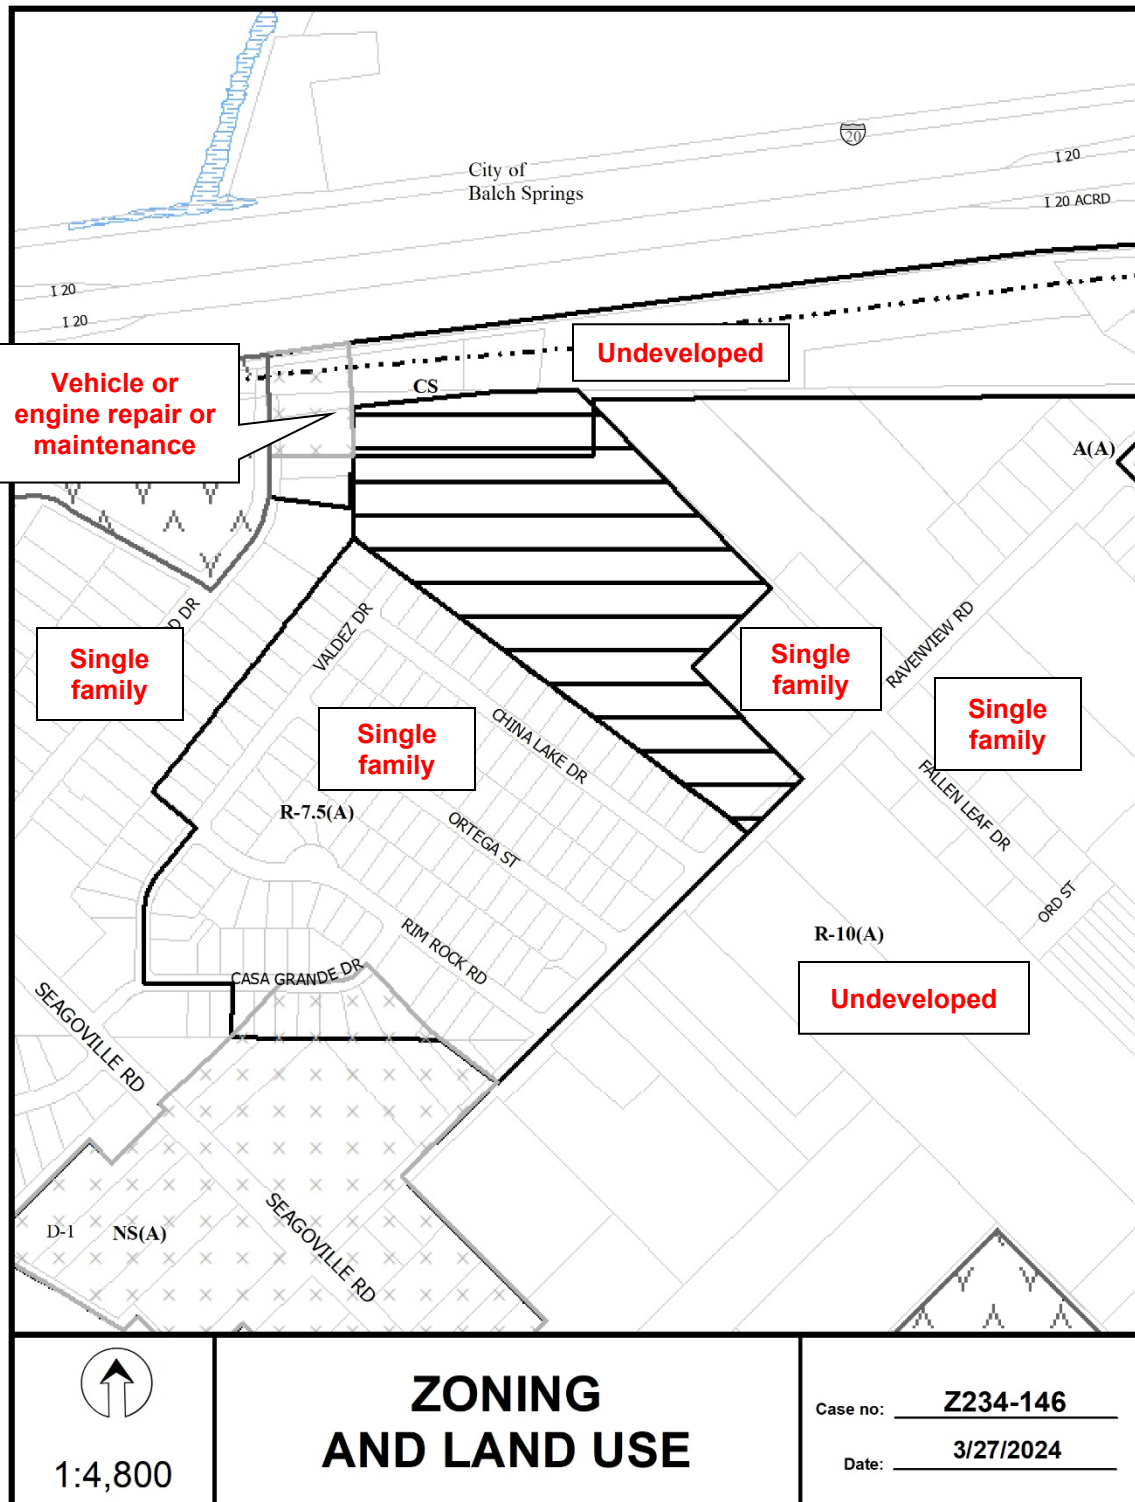 20
City of
Balch Springs
I 20
I 20 ACRD
I 20
I 20
Undeveloped
Vehicle or
engine repair or
maintenance
CS
A(A)
D DR
VALDEZ DR
RAVENVIEW RD
Single
family
Single
family
Single
family
Single
family
CHINA LAKE DR
FALLEN LEAF DR
R-7.5(A)
ORTEGA ST
ORD ST
RIM ROCK RD
R-10(A)
CASA GRANDE DR
Undeveloped
SEAGOVILLE RD
SEAGOVILLE RD
D-1
NS(A)
1:4,800
ZONING
AND LAND USE
Case no: Z234-146
Date: 3/27/2024